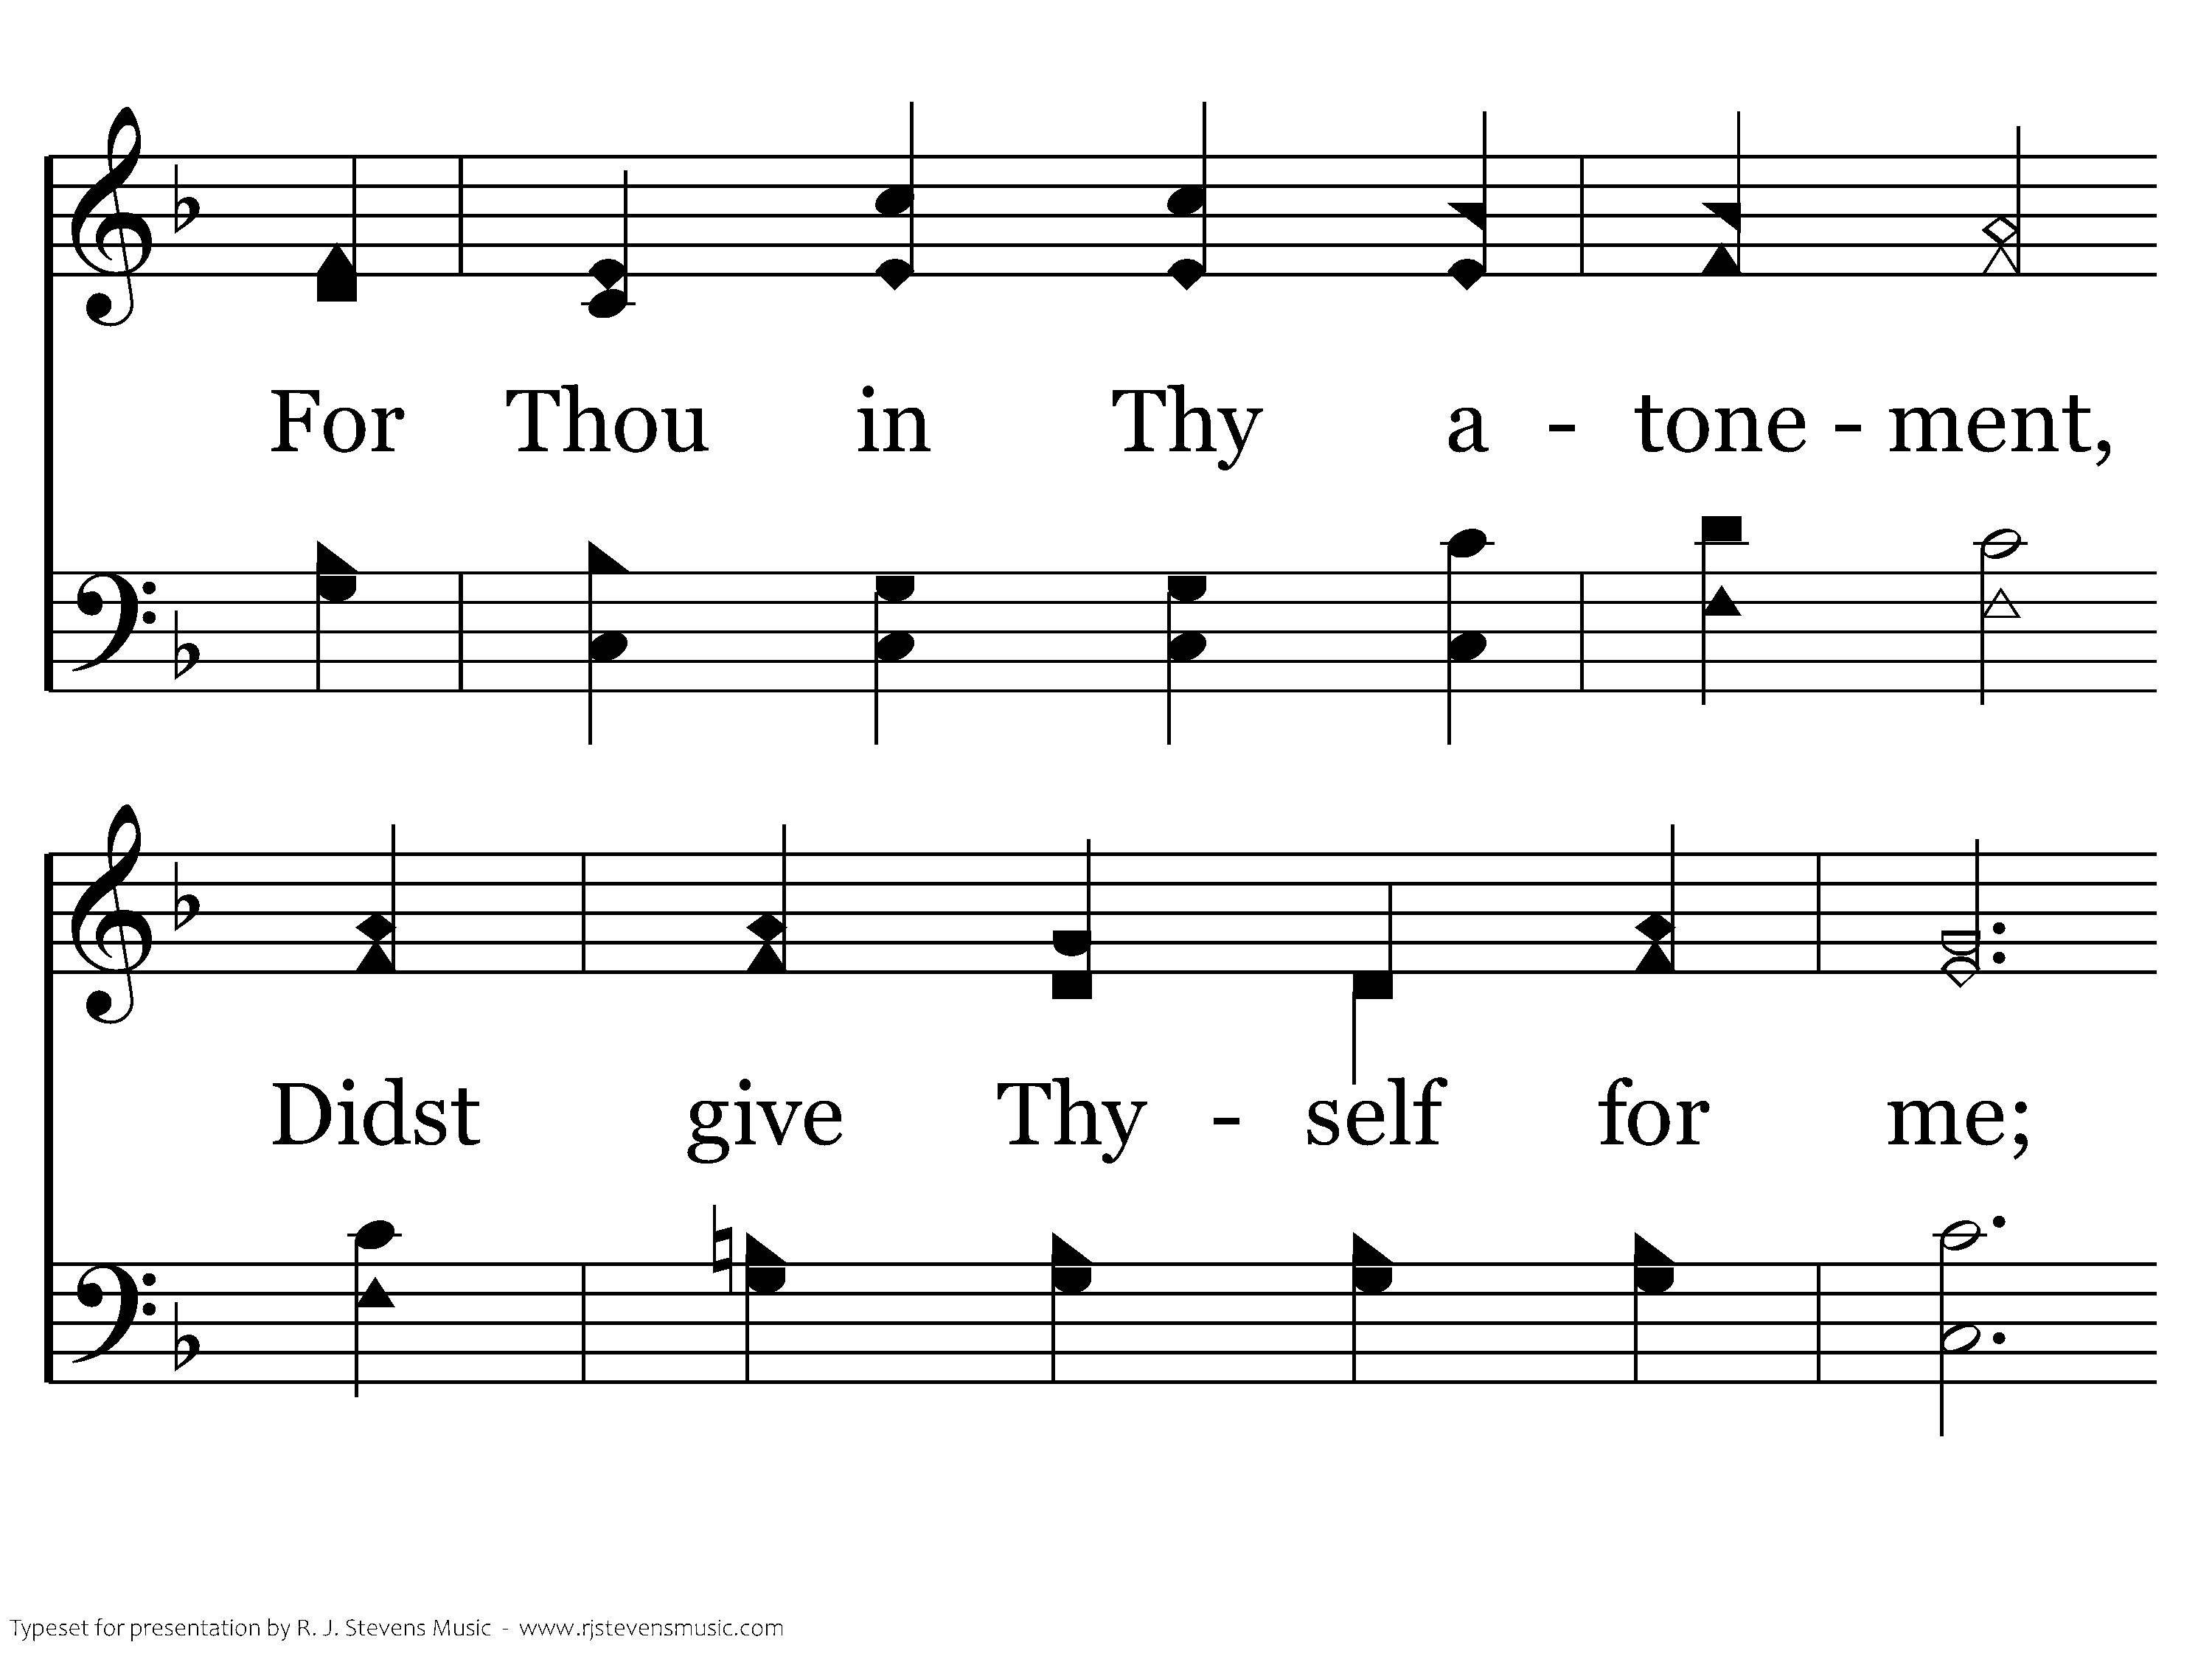 For Thou in Thy a - tone - ment,
Didst give Thy - self for me;
Typeset for presentation by R. J. Stevens Music - www.rjstevensmusic.com